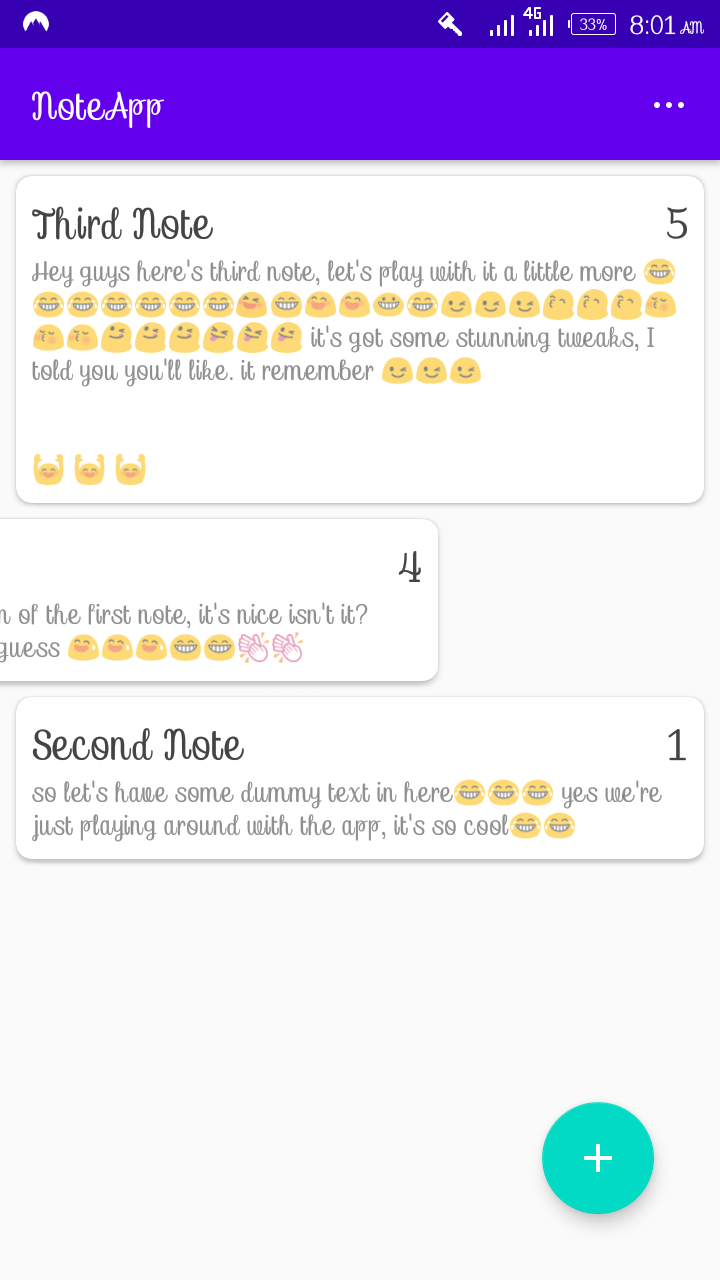 4G 33% 8:01 AM
NoteApp
Third Note 5
Hey guys here's third note, let's play with it a little more 😂
😂😂😂😂😂😂😆😁😄😄😀😂😉😉😉🤭🤭🤭😚
😚😚🤗🤗🤗😝😝😝 it's got some stunning tweaks, I
told you you'll like. it remember 😉😉😉
🙌 🙌 🙌
4
of the first note, it's nice isn't it?
guess 😅😅😅😁😁👏👏
Second Note 1
so let's have some dummy text in here😂😂😂 yes we're
just playing around with the app, it's so cool😂😂